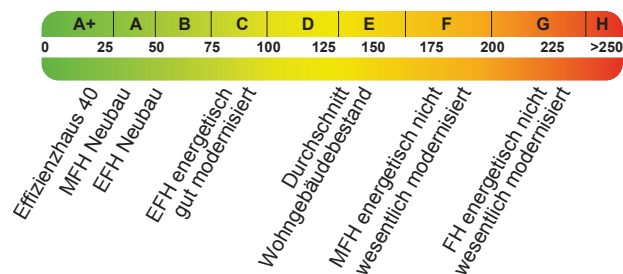 A+ A B C D E F G H
0 25 50 75 100 125 150 175 200 225 >250
Effizienzhaus 40
MFH Neubau
EFH Neubau
EFH energetisch
gut modernisiert
Durchschnitt
Wohngebäudebestand
MFH energetisch nicht
wesentlich modernisiert
FH energetisch nicht
wesentlich modernisiert